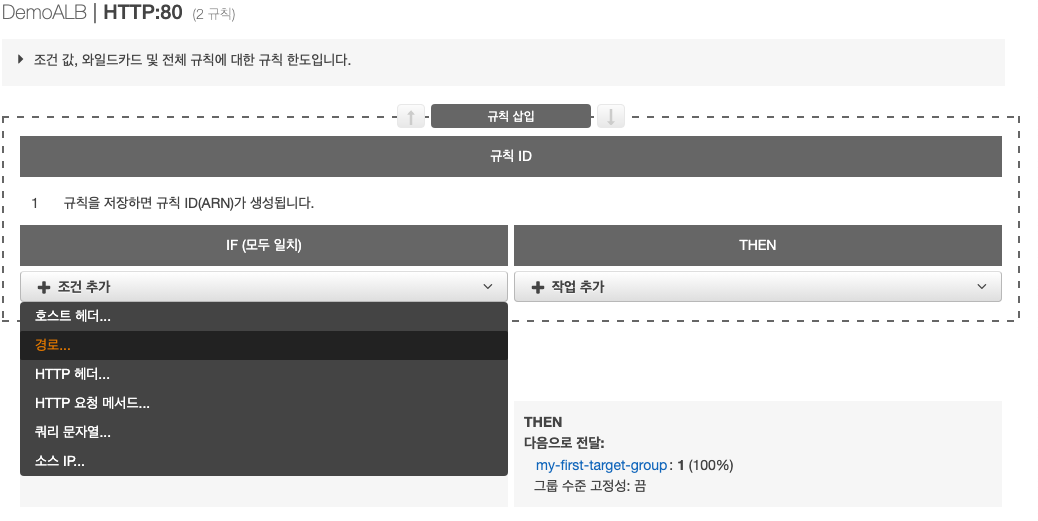 DemoALB | HTTP:80 (2 규칙)
조건 값, 와일드카드 및 전체 규칙에 대한 규칙 한도입니다.
규칙 삽입
규칙 ID
1 규칙을 저장하면 규칙 ID(ARN)가 생성됩니다.
IF (모두 일치)
THEN
조건 추가
작업 추가
호스트 헤더...
경로...
HTTP 헤더...
HTTP 요청 메서드...
쿼리 문자열...
소스 IP...
THEN
다음으로 전달:
my-first-target-group: 1 (100%)
그룹 수준 고정성: 끔